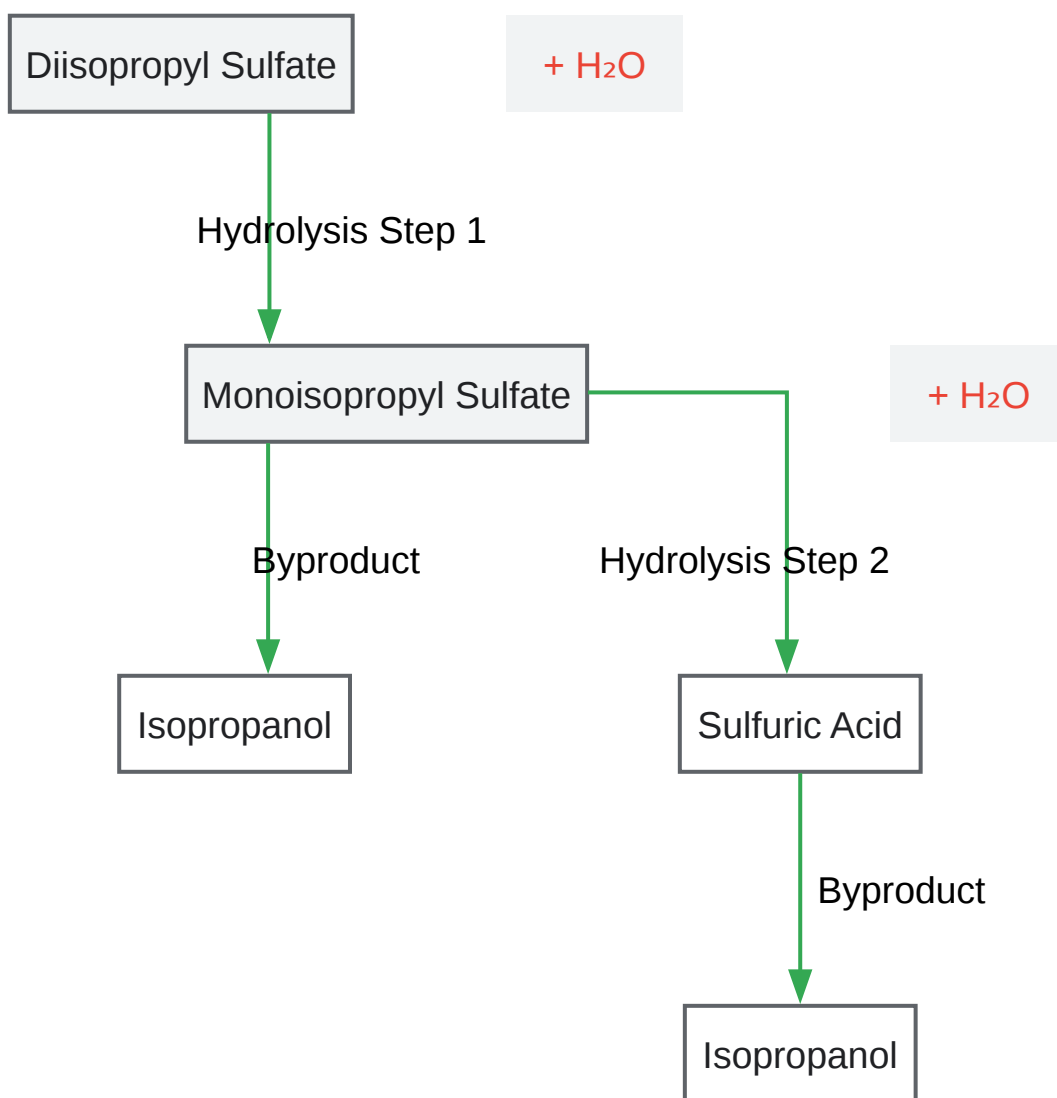 Diisopropyl Sulfate
+ H₂O
Hydrolysis Step 1
Monoisopropyl Sulfate
+ H₂O
Byproduct
Hydrolysis Step 2
Isopropanol
Sulfuric Acid
Byproduct
Isopropanol